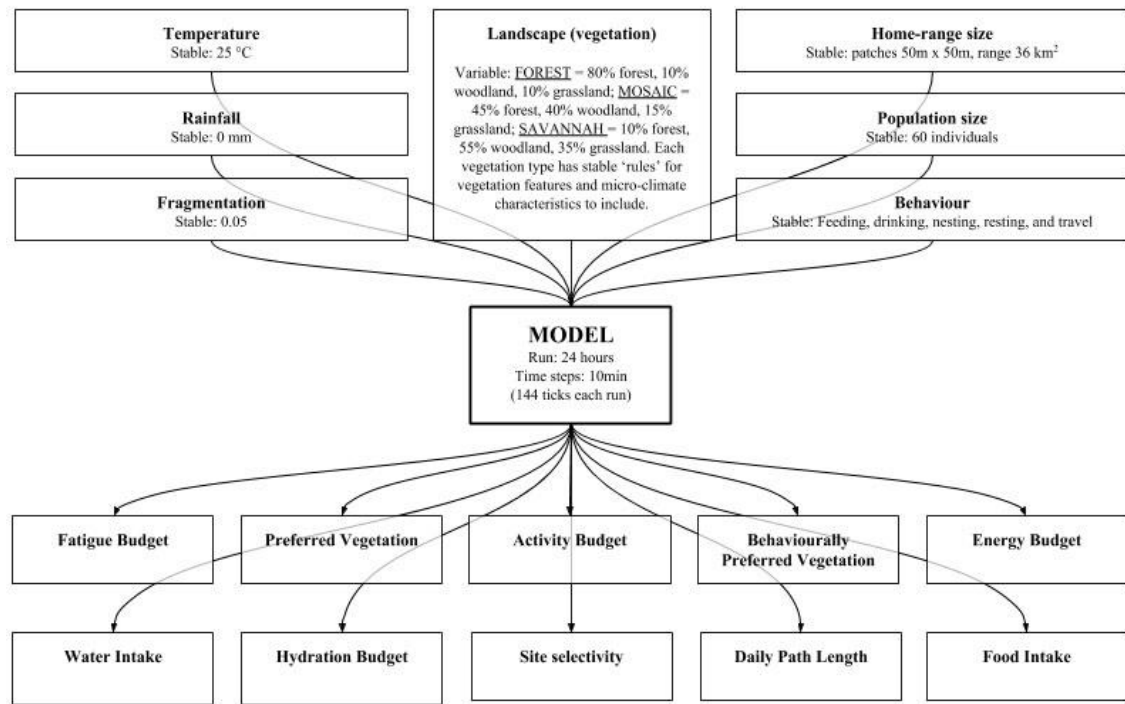 Temperature
Stable: 25 °C
Rainfall
Stable: 0 mm
Fragmentation
Stable: 0.05
Landscape (vegetation)
Variable: FOREST = 80% forest, 10%
woodland, 10% grassland; MOSAIC =
45% forest, 40% woodland, 15%
grassland; SAVANNAH = 10% forest,
55% woodland, 35% grassland. Each
vegetation type has stable ‘rules’ for
vegetation features and micro-climate
characteristics to include.
Home-range size
Stable: patches 50m x 50m, range 36 km²
Population size
Stable: 60 individuals
Behaviour
Stable: Feeding, drinking, nesting, resting, and travel
MODEL
Run: 24 hours
Time steps: 10min
(144 ticks each run)
Fatigue Budget
Preferred Vegetation
Activity Budget
Behaviourally
Preferred Vegetation
Energy Budget
Water Intake
Hydration Budget
Site selectivity
Daily Path Length
Food Intake